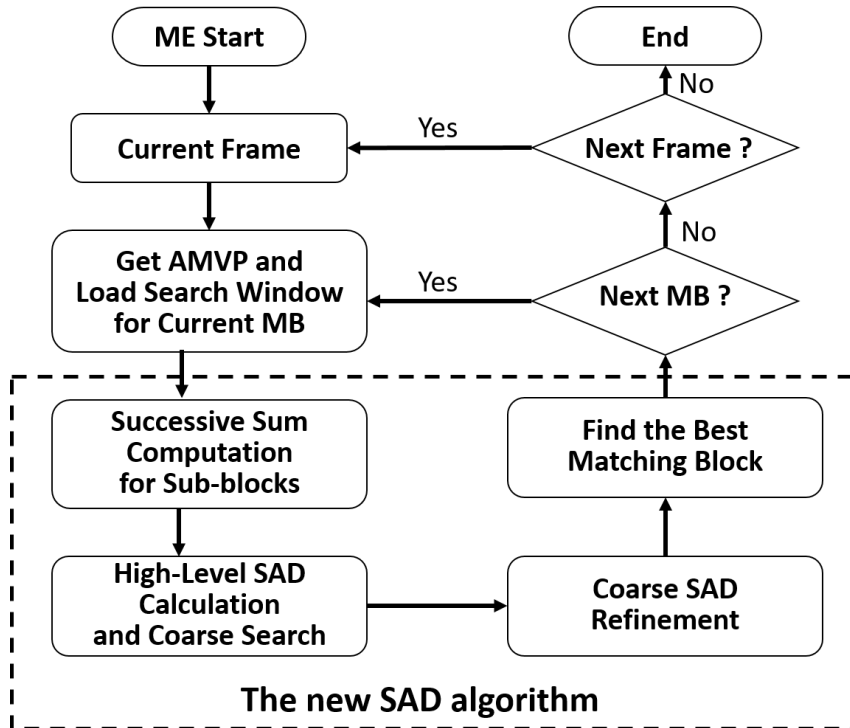 ME Start
End
No
Current Frame
Yes
Next Frame ?
No
Get AMVP and
Load Search Window
for Current MB
Yes
Next MB ?
Successive Sum
Computation
for Sub-blocks
Find the Best
Matching Block
High-Level SAD
Calculation
and Coarse Search
Coarse SAD
Refinement
The new SAD algorithm